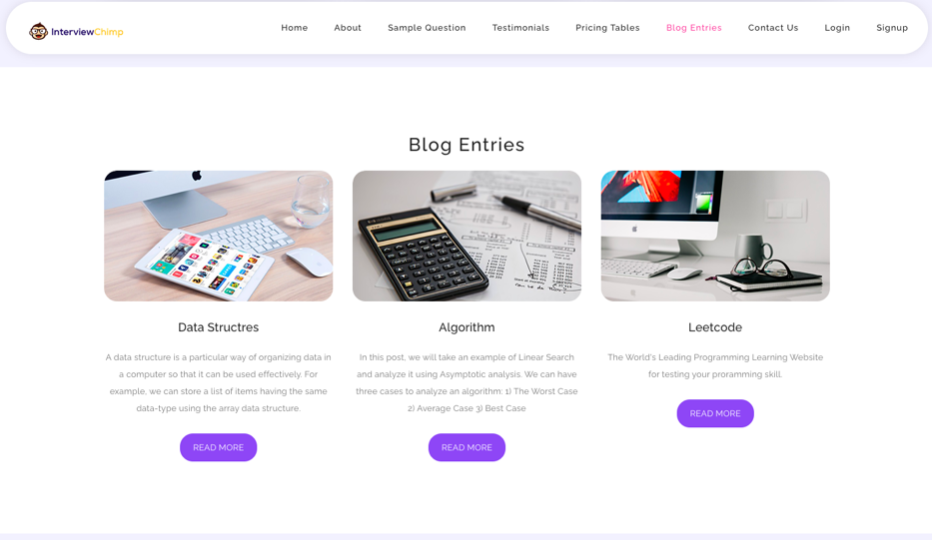 InterviewChimp
Home About Sample Question Testimonials Pricing Tables Blog Entries Contact Us Login Signup
Blog Entries
Data Structres
A data structure is a particular way of organizing data in
a computer so that it can be used effectively. For
example, we can store a list of items having the same
data-type using the array data structure.
READ MORE
Algorithm
In this post, we will take an example of Linear Search
and analyze it using Asymptotic analysis. We can have
three cases to analyze an algorithm: 1) The Worst Case
2) Average Case 3) Best Case
READ MORE
Leetcode
The World's Leading Programming Learning Website
for testing your proramming skill.
READ MORE